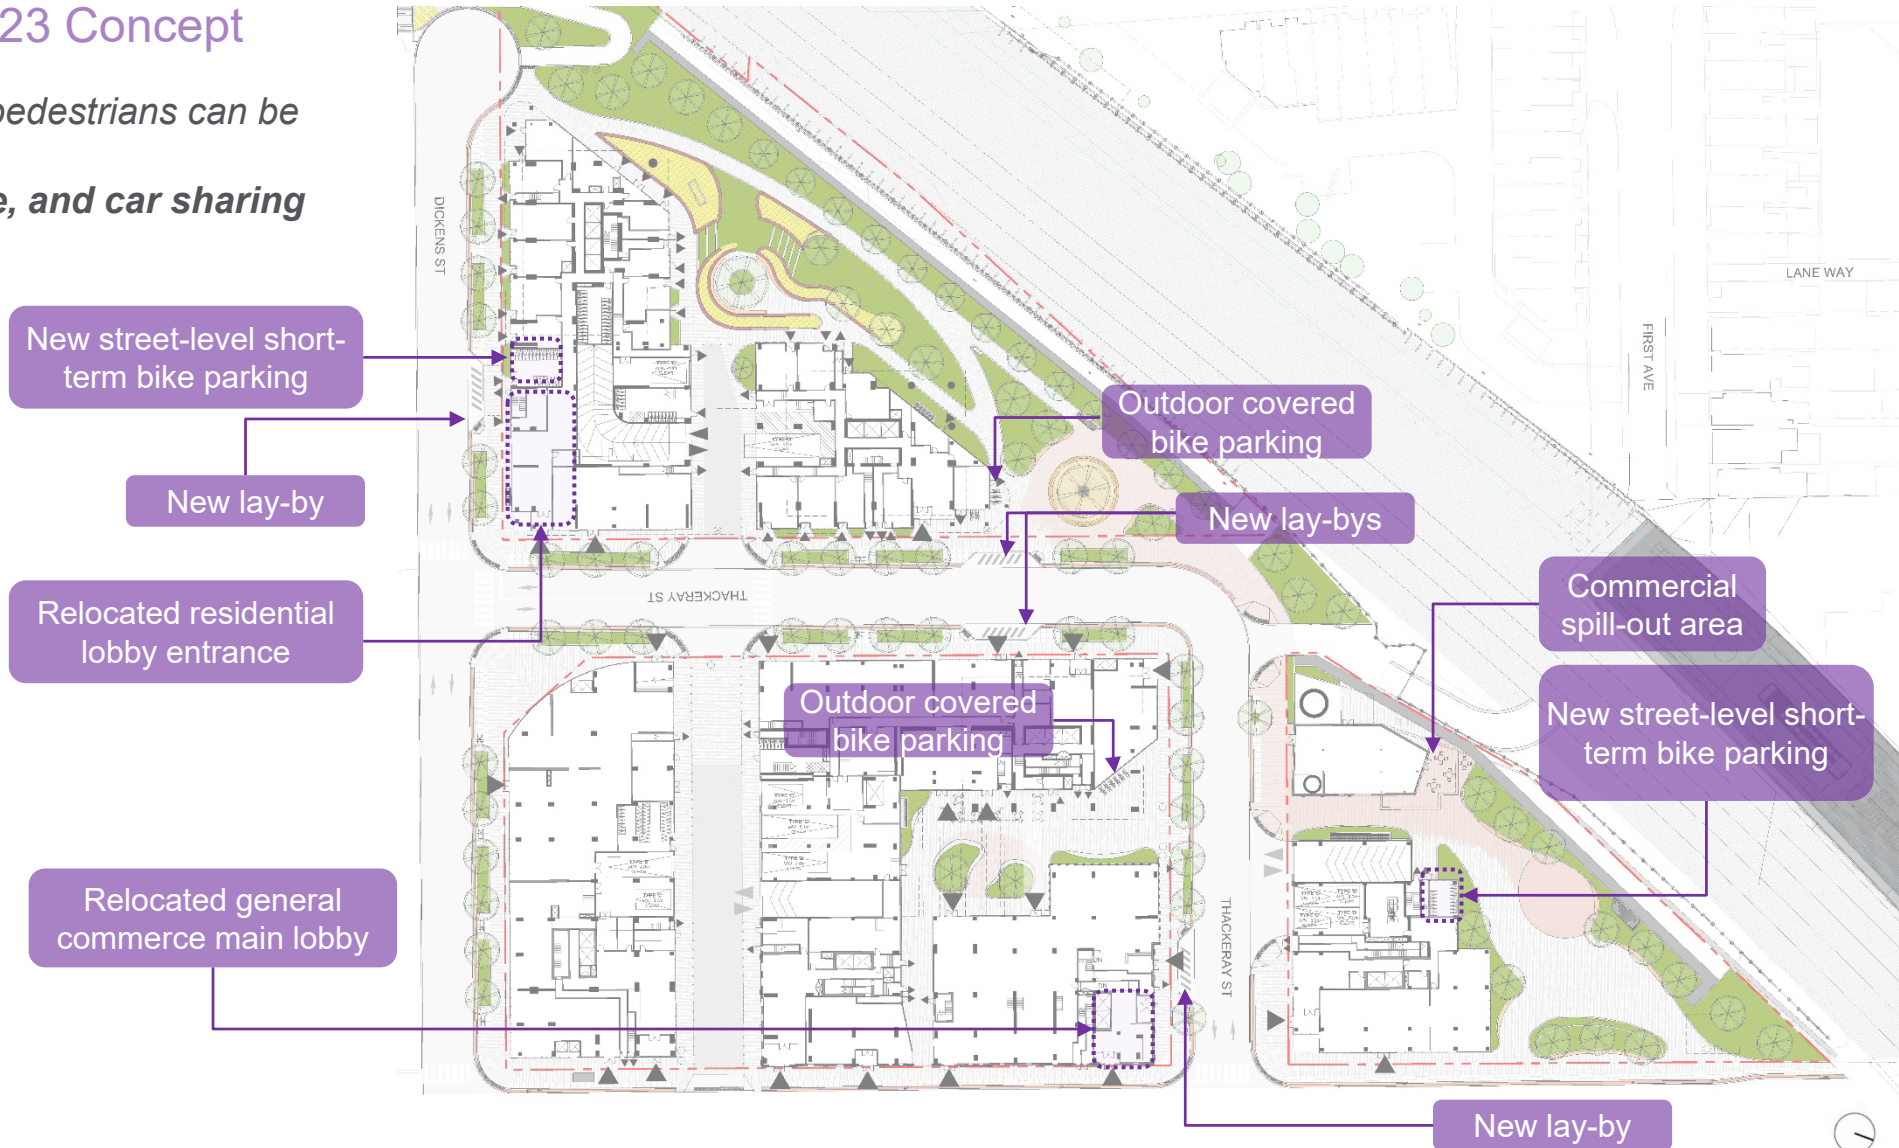 23 Concept
pedestrians can be
e, and car sharing
DICKENS ST
LANE WAY
FIRST AVE
New street-level short-
term bike parking
Outdoor covered
bike parking
New lay-by
New lay-bys
Commercial
spill-out area
Relocated residential
lobby entrance
THACKERAY ST
New street-level short-
term bike parking
Outdoor covered
bike parking
Relocated general
commerce main lobby
THACKERAY ST
New lay-by